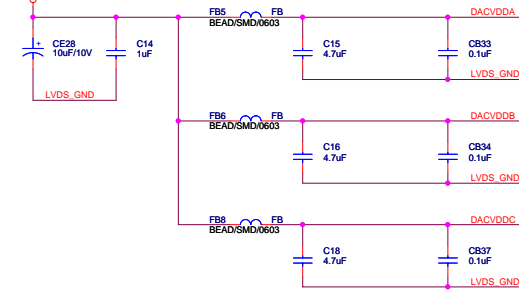 FB5 FB DACVDDA
BEAD/SMD/0603
+
CE28
10uF/10V
C14
1uF
C15
4.7uF
CB33
0.1uF
LVDS_GND
LVDS_GND
FB6 FB DACVDDB
BEAD/SMD/0603
C16
4.7uF
CB34
0.1uF
LVDS_GND
FB8 FB DACVDDC
BEAD/SMD/0603
C18
4.7uF
CB37
0.1uF
LVDS_GND